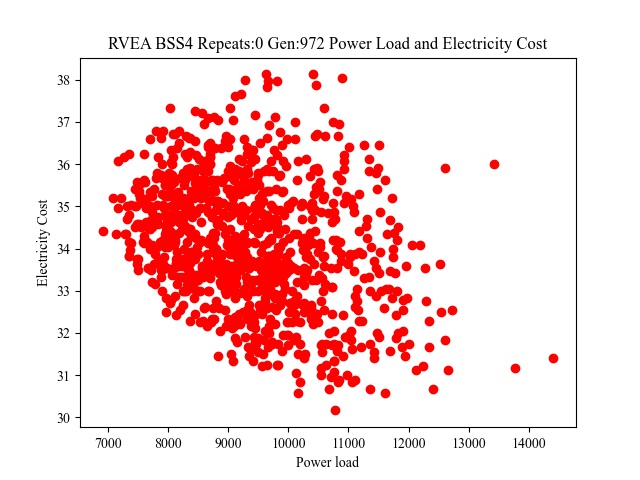 RVEA BSS4 Repeats:0 Gen:972 Power Load and Electricity Cost
38
37
36
35
34
33
32
31
30
Electricity Cost
7000 8000 9000 10000 11000 12000 13000 14000
Power load